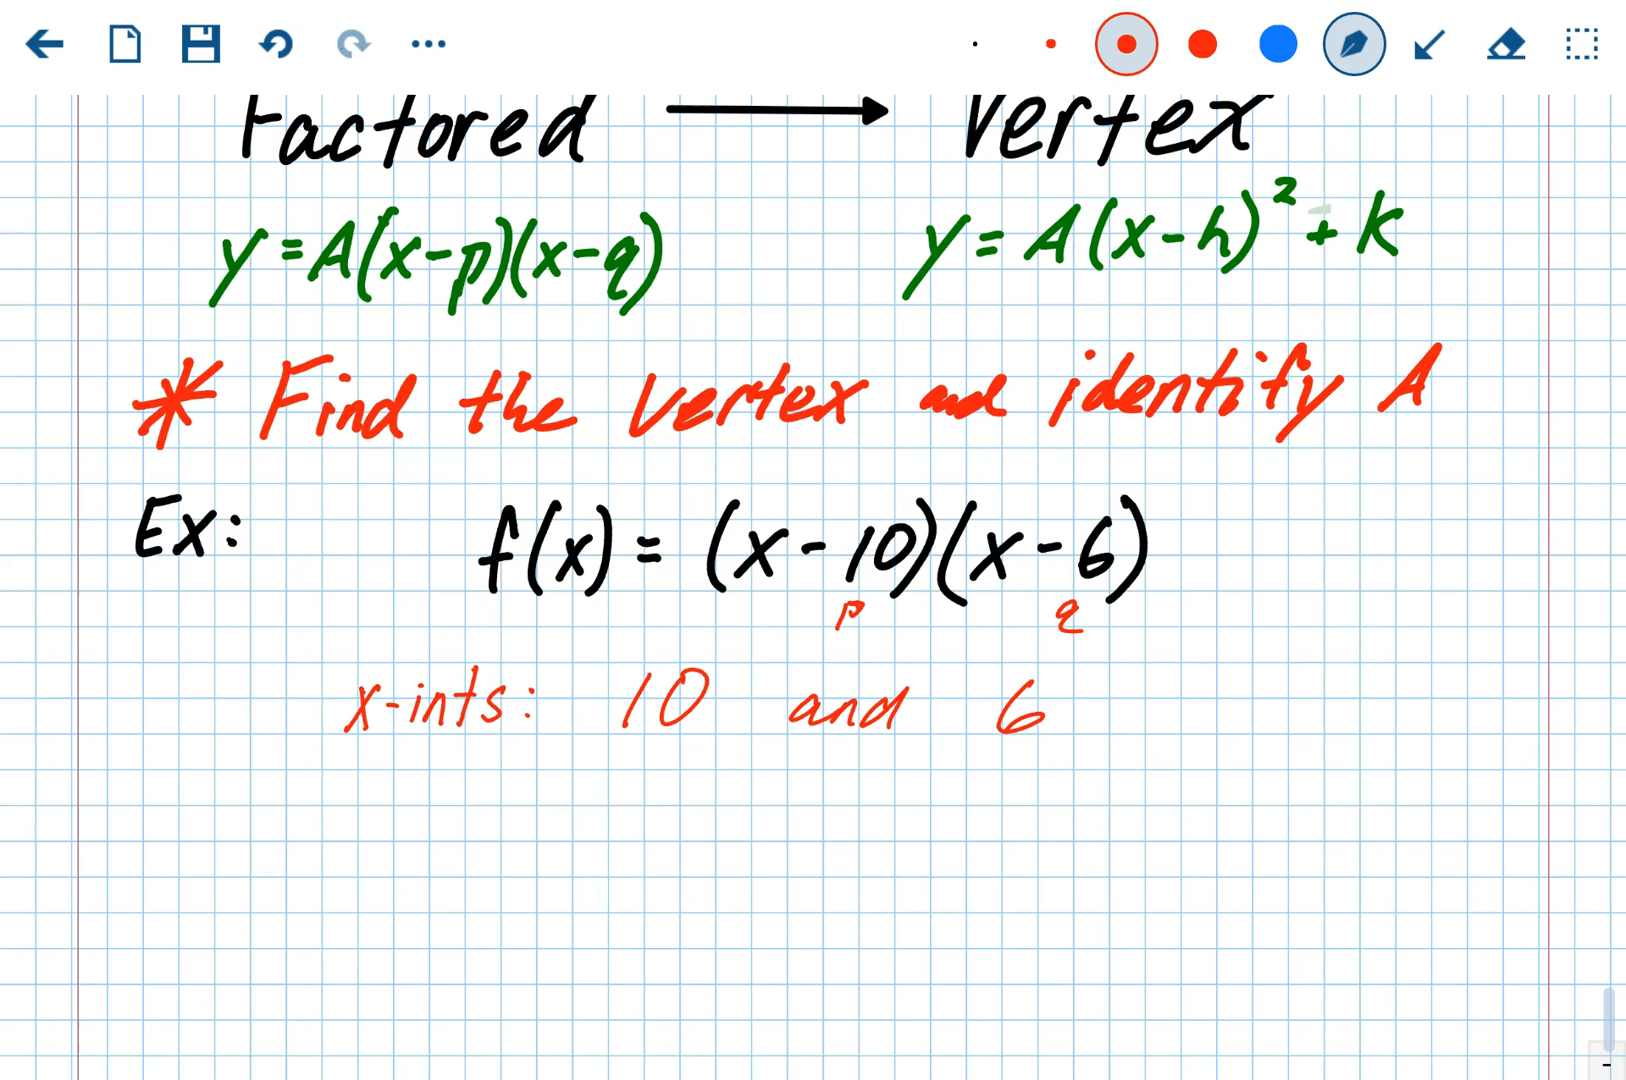 Factored → Vertex
y = A(x-p)(x-q) y = A(x-h)² + k
* Find the vertex and identify A
Ex: f(x) = (x-10)(x-6)
p q
x-ints: 10 and 6